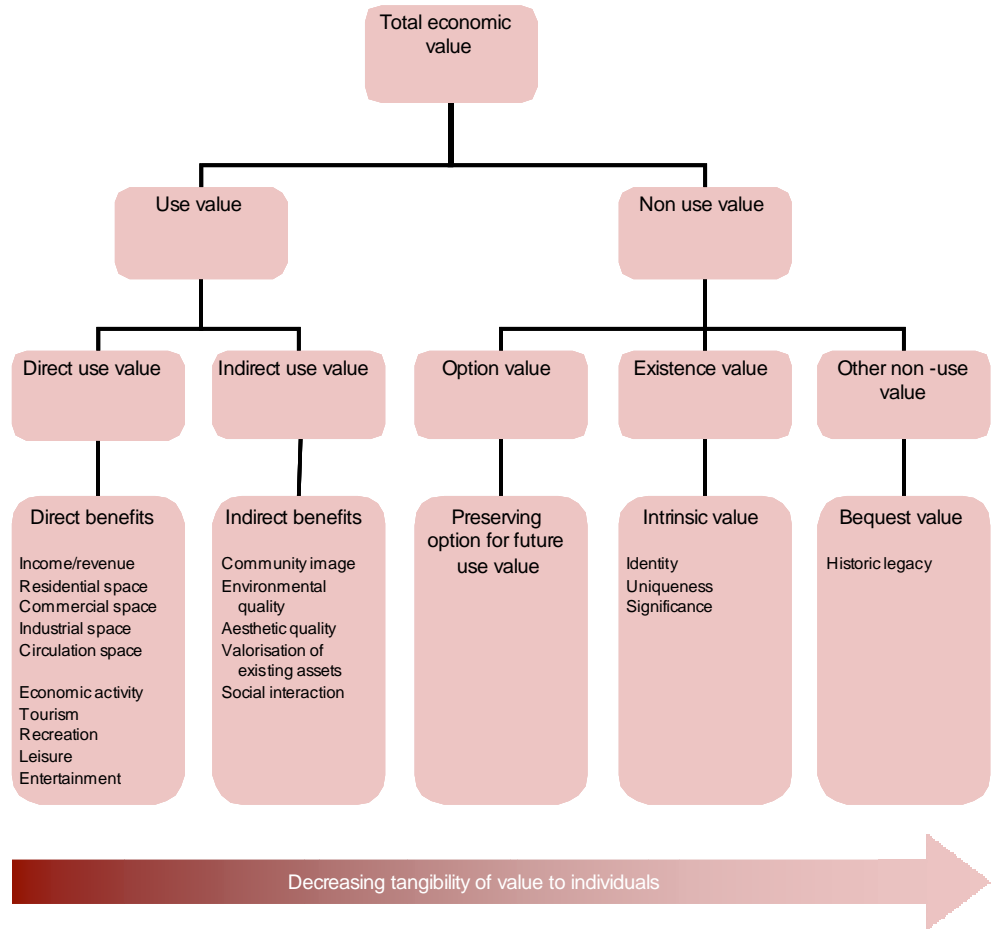 Total economic
value
Use value
Non use value
Direct use value
Indirect use value
Option value
Existence value
Other non -use
value
Direct benefits
Income/revenue
Residential space
Commercial space
Industrial space
Circulation space
Economic activity
Tourism
Recreation
Leisure
Entertainment
Indirect benefits
Community image
Environmental
quality
Aesthetic quality
Valorisation of
existing assets
Social interaction
Preserving
option for future
use value
Intrinsic value
Identity
Uniqueness
Significance
Bequest value
Historic legacy
Decreasing tangibility of value to individuals